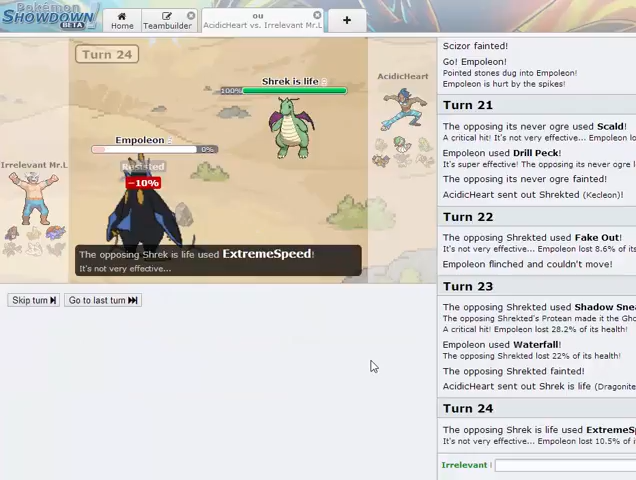 Pokémon
SHOWDOWN
BETA
Home
Teambuilder
ou
AcidicHeart vs. Irrelevant Mr.L
+
Turn 24
Shrek is life
100%
AcidicHeart
Empoleon
0%
Resisted
−10%
Irrelevant Mr.L
The opposing Shrek is life used ExtremeSpeed!
It's not very effective...
Skip turn
Go to last turn
Scizor fainted!
Go! Empoleon!
Pointed stones dug into Empoleon!
Empoleon is hurt by the spikes!
Turn 21
The opposing its never ogre used Scald!
A critical hit! It's not very effective... Empol
Empoleon used Drill Peck!
It's super effective! The opposing its never ogre l
The opposing its never ogre fainted!
AcidicHeart sent out Shrekted (Kecleon)!
Turn 22
The opposing Shrekted used Fake Out!
It's not very effective... Empoleon lost 8.6% of its
Empoleon flinched and couldn't move!
Turn 23
The opposing Shrekted used Shadow Snea
The opposing Shrekted's Protean made it the Gho
A critical hit! Empoleon lost 28.2% of its health!
Empoleon used Waterfall!
The opposing Shrekted lost 22% of its health!
The opposing Shrekted fainted!
AcidicHeart sent out Shrek is life (Dragonite
Turn 24
The opposing Shrek is life used ExtremeSp
It's not very effective... Empoleon lost 10.5% of i
Irrelevant